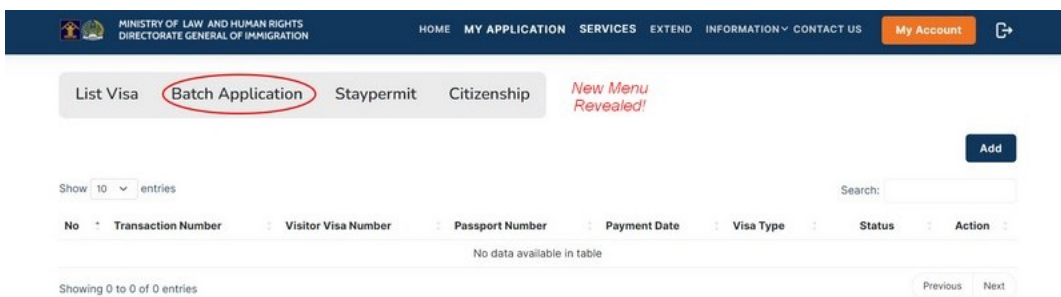 MINISTRY OF LAW AND HUMAN RIGHTS
DIRECTORATE GENERAL OF IMMIGRATION
HOME MY APPLICATION SERVICES EXTEND INFORMATION CONTACT US My Account
List Visa Batch Application Staypermit Citizenship
New Menu
Revealed!
Add
Show 10 entries Search:
No Transaction Number Visitor Visa Number Passport Number Payment Date Visa Type Status Action
No data available in table
Showing 0 to 0 of 0 entries Previous Next